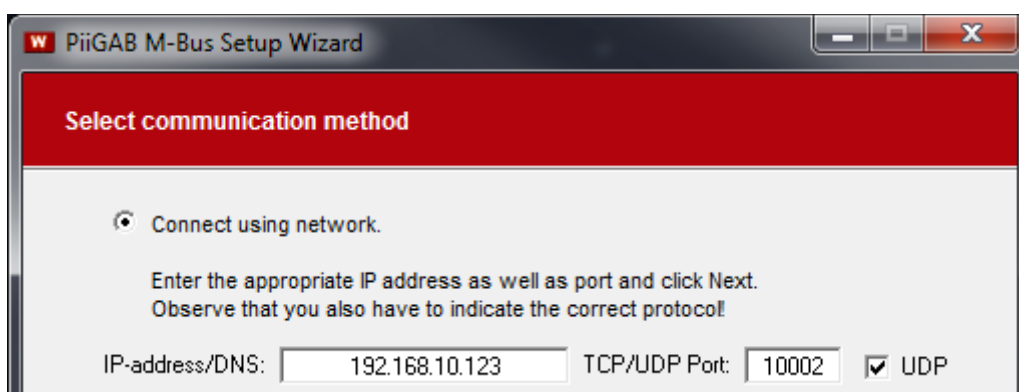 W PiiGAB M-Bus Setup Wizard
Select communication method
Connect using network.
Enter the appropriate IP address as well as port and click Next.
Observe that you also have to indicate the correct protocol!
IP-address/DNS: 192.168.10.123 TCP/UDP Port: 10002 UDP